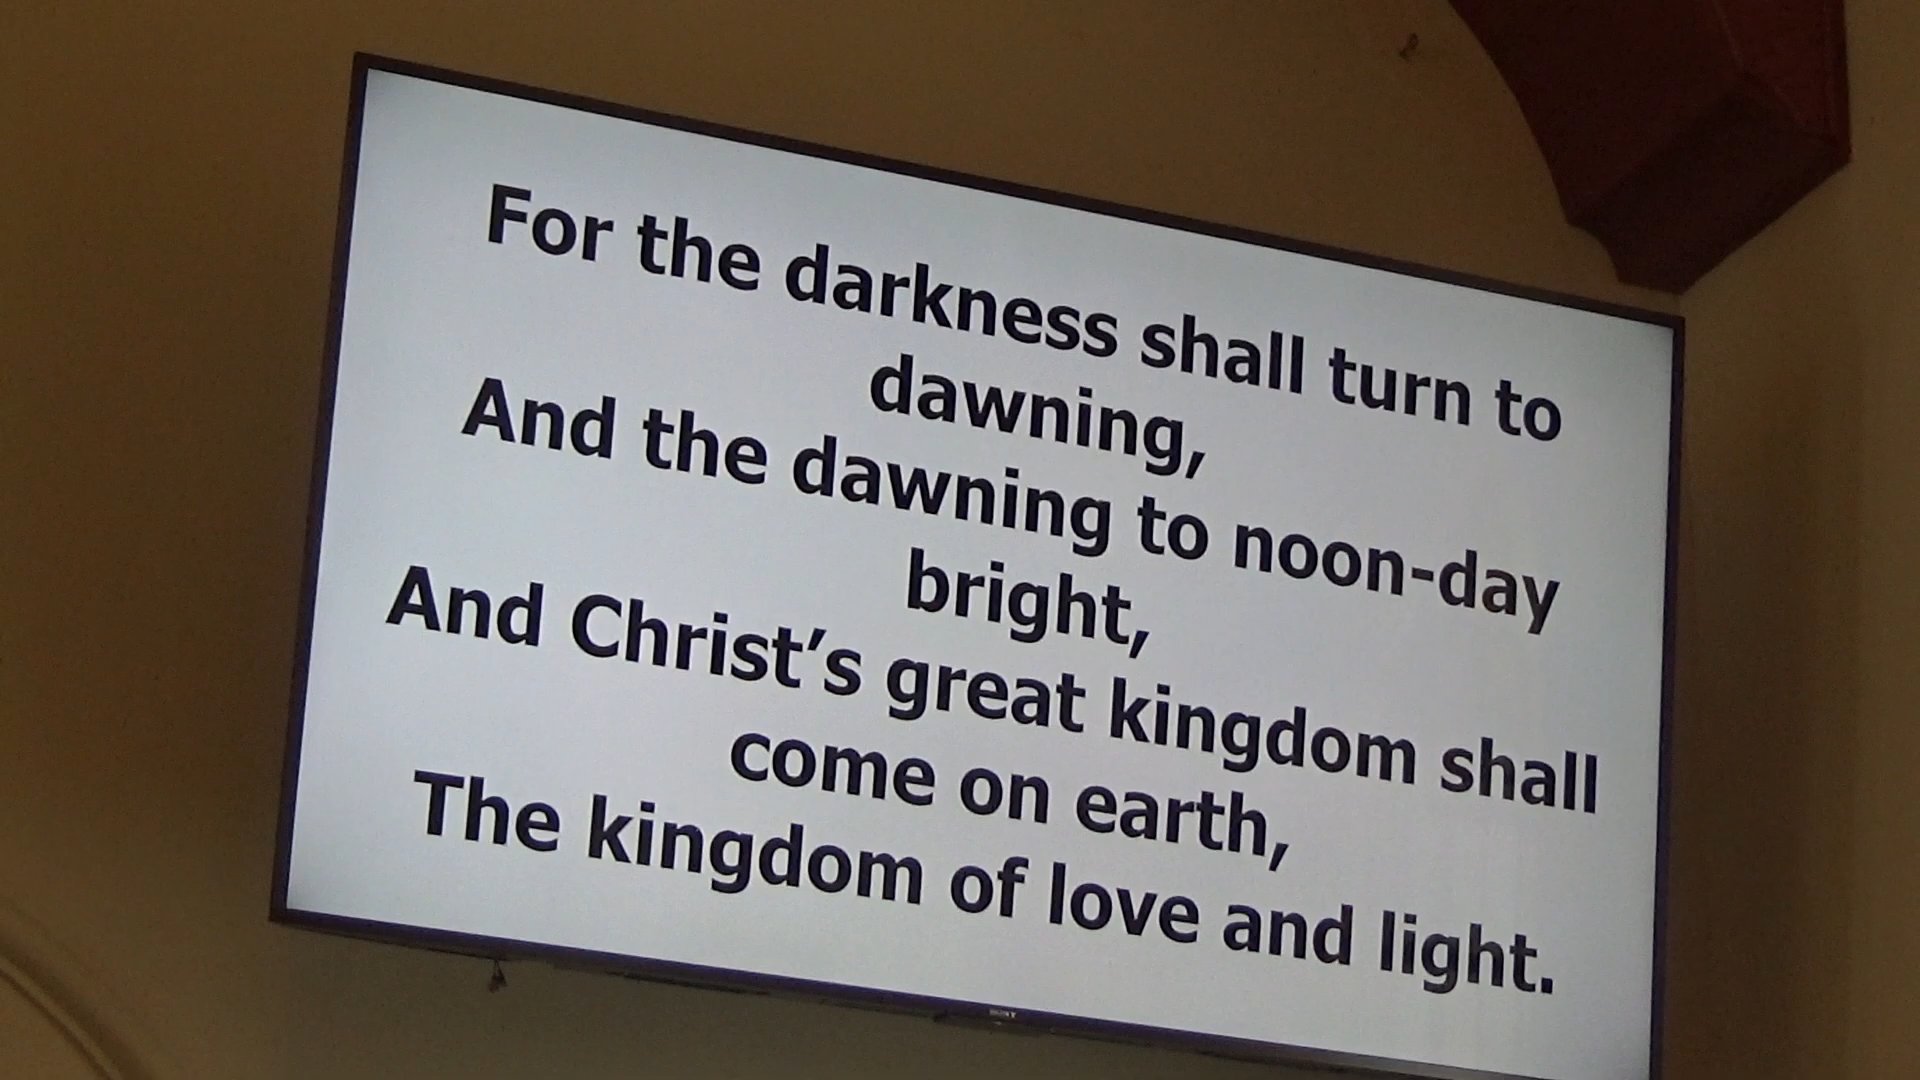 For the darkness shall turn to
dawning,
And the dawning to noon-day
bright,
And Christ’s great kingdom shall
come on earth,
The kingdom of love and light.
SONY